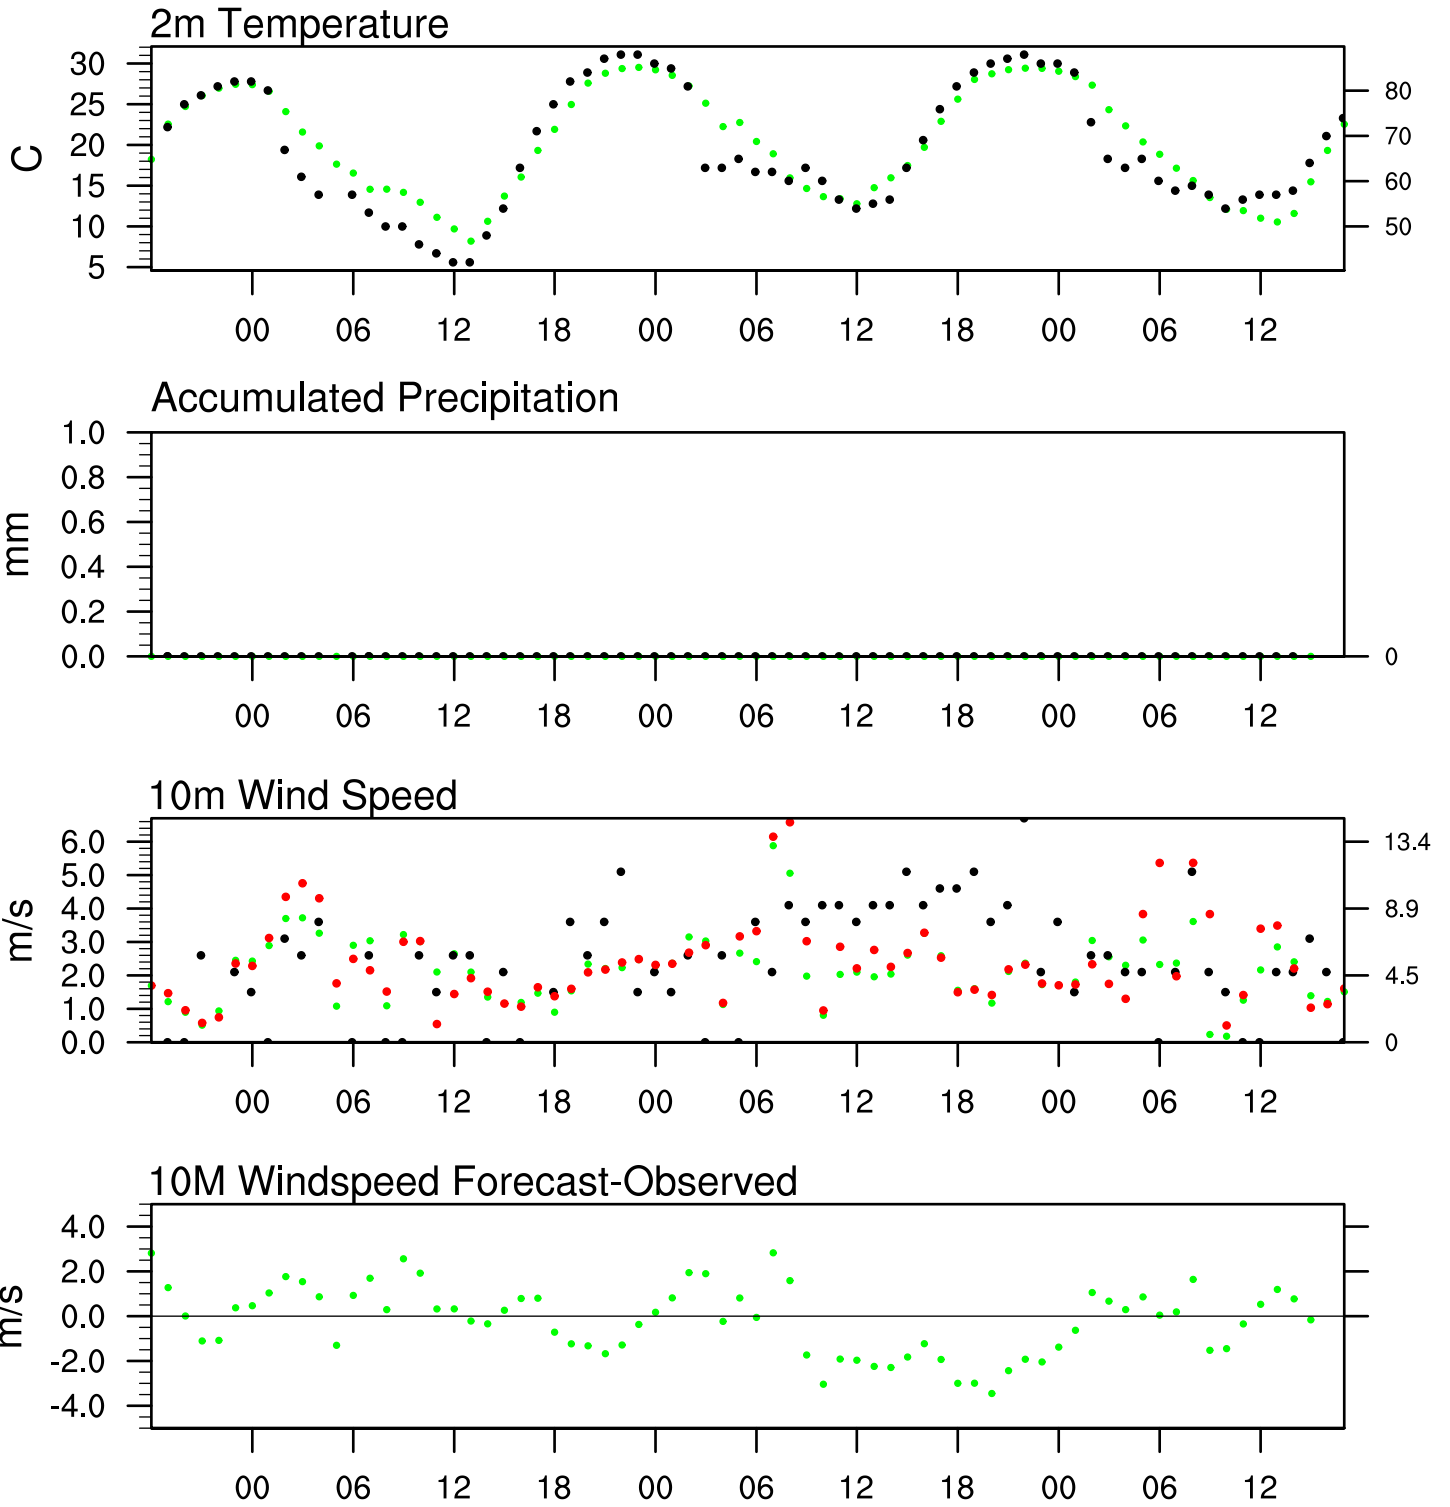 2m Temperature
30
25
20
15
10
5
C
80
70
60
50
00 06 12 18 00 06 12 18 00 06 12
Accumulated Precipitation
1.0
0.8
0.6
0.4
0.2
0.0
mm
0
00 06 12 18 00 06 12 18 00 06 12
10m Wind Speed
6.0
5.0
4.0
3.0
2.0
1.0
0.0
m/s
13.4
8.9
4.5
0
00 06 12 18 00 06 12 18 00 06 12
10M Windspeed Forecast-Observed
4.0
2.0
0.0
-2.0
-4.0
m/s
00 06 12 18 00 06 12 18 00 06 12